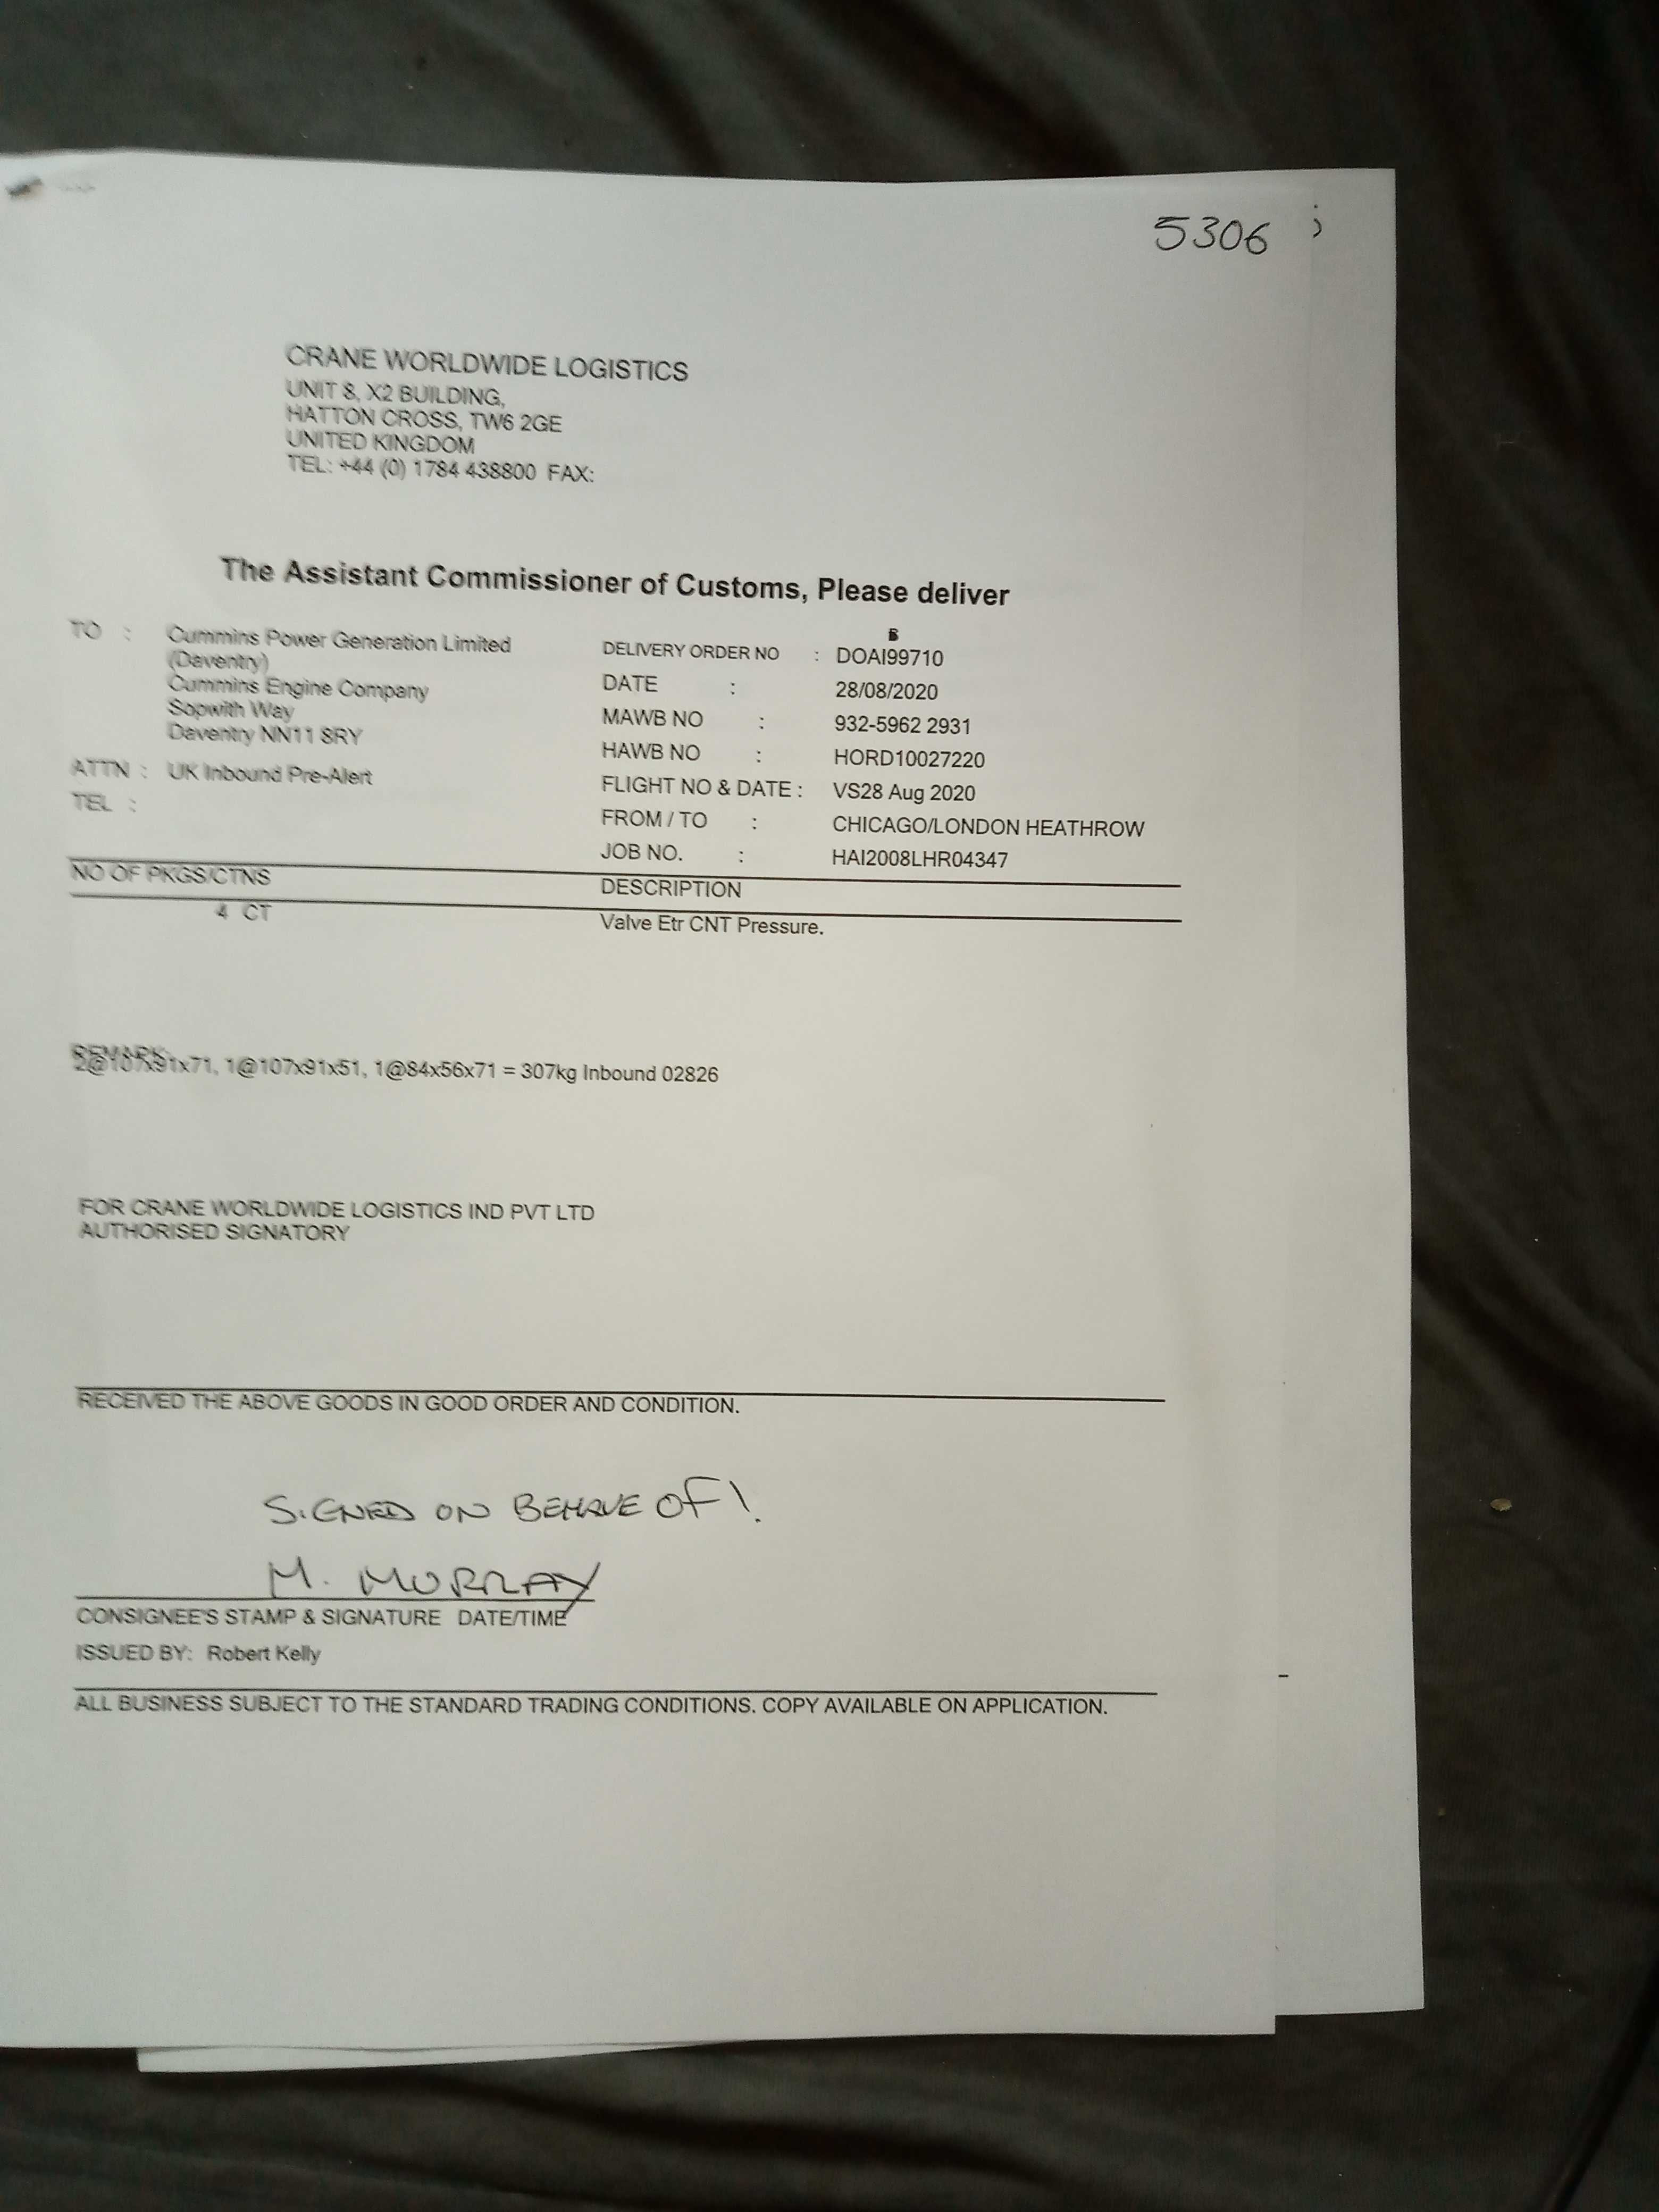 5306
CRANE WORLDWIDE LOGISTICS
UNIT 8, X2 BUILDING,
HATTON CROSS, TW6 2GE
UNITED KINGDOM
TEL: +44 (0) 1784 438800 FAX:
The Assistant Commissioner of Customs, Please deliver
TO : Cummins Power Generation Limited
(Daventry)
Cummins Engine Company
Sopwith Way
Daventry NN11 8RY
ATTN : UK Inbound Pre-Alert
TEL :
DELIVERY ORDER NO : DOAI99710
DATE : 28/08/2020
MAWB NO : 932-5962 2931
HAWB NO : HORD10027220
FLIGHT NO & DATE : VS28 Aug 2020
FROM / TO : CHICAGO/LONDON HEATHROW
JOB NO. : HAI2008LHR04347
NO OF PKGS/CTNS DESCRIPTION
4 CT Valve Etr CNT Pressure.
REMARK:
2@107x91x71, 1@107x91x51, 1@84x56x71 = 307kg Inbound 02826
FOR CRANE WORLDWIDE LOGISTICS IND PVT LTD
AUTHORISED SIGNATORY
RECEIVED THE ABOVE GOODS IN GOOD ORDER AND CONDITION.
SIGNED ON BEHAVE OF!
M. MURRAY
CONSIGNEE'S STAMP & SIGNATURE DATE/TIME
ISSUED BY: Robert Kelly
ALL BUSINESS SUBJECT TO THE STANDARD TRADING CONDITIONS. COPY AVAILABLE ON APPLICATION.